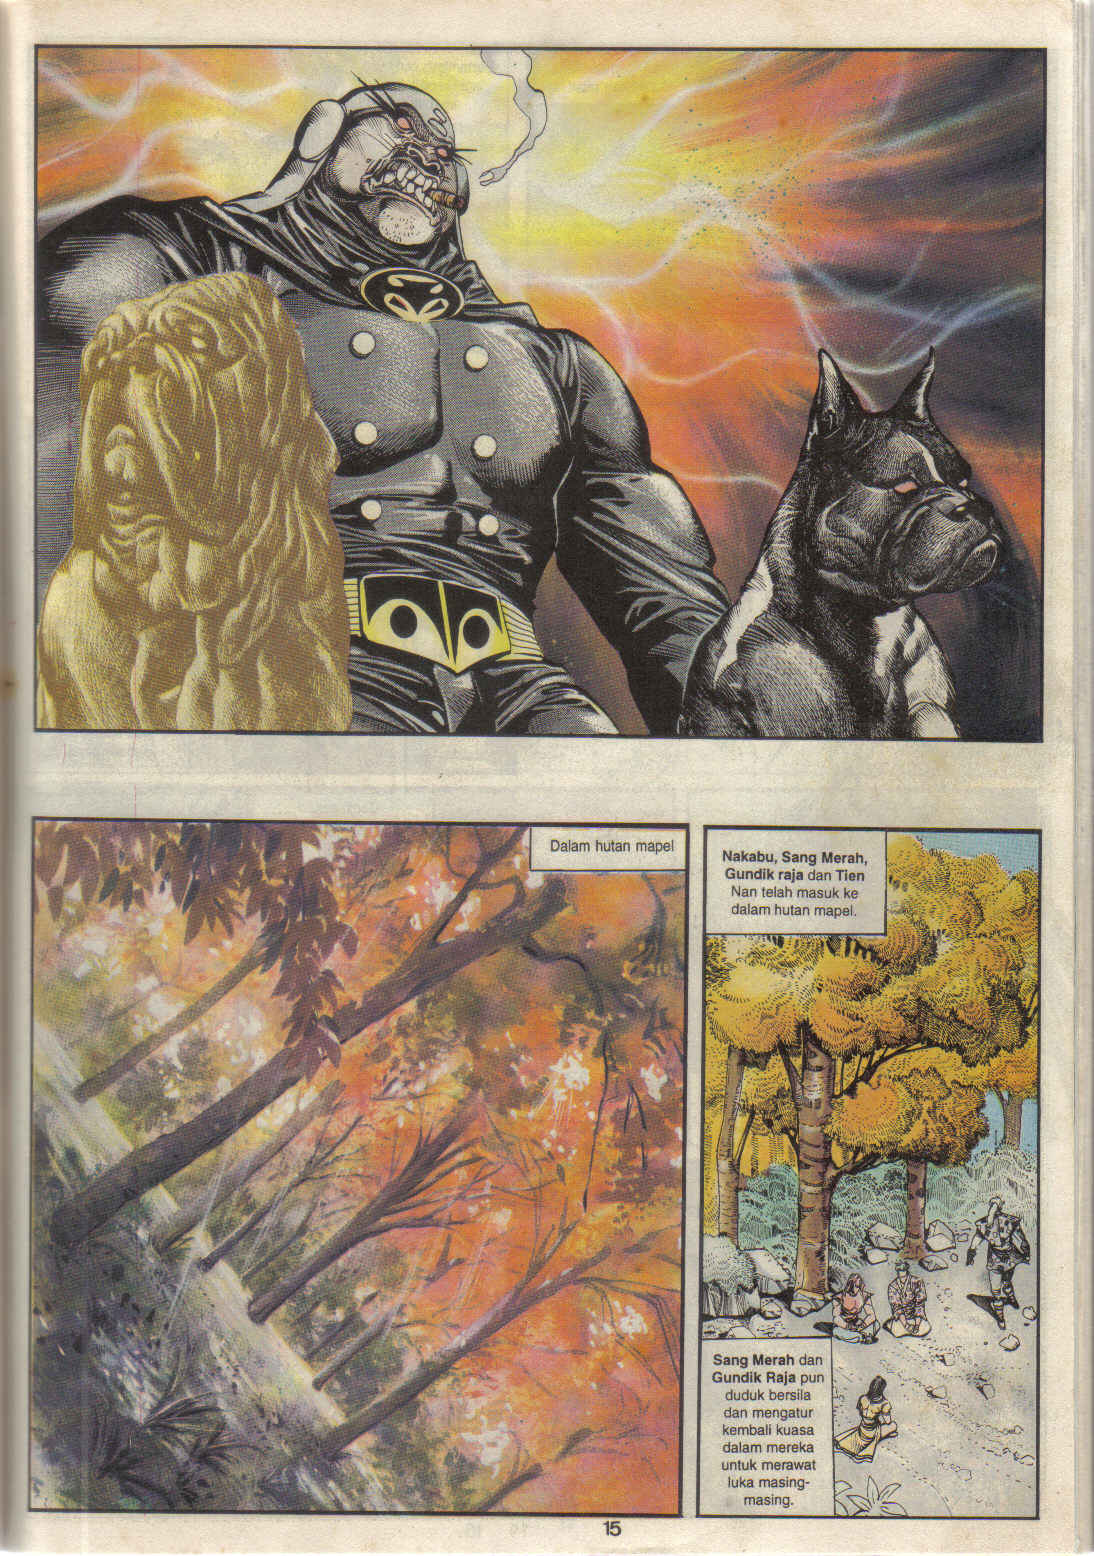 Dalam hutan mapel
Nakabu, Sang Merah,
Gundik raja dan Tien
Nan telah masuk ke
dalam hutan mapel.
Sang Merah dan
Gundik Raja pun
duduk bersila
dan mengatur
kembali kuasa
dalam mereka
untuk merawat
luka masing-
masing.
15